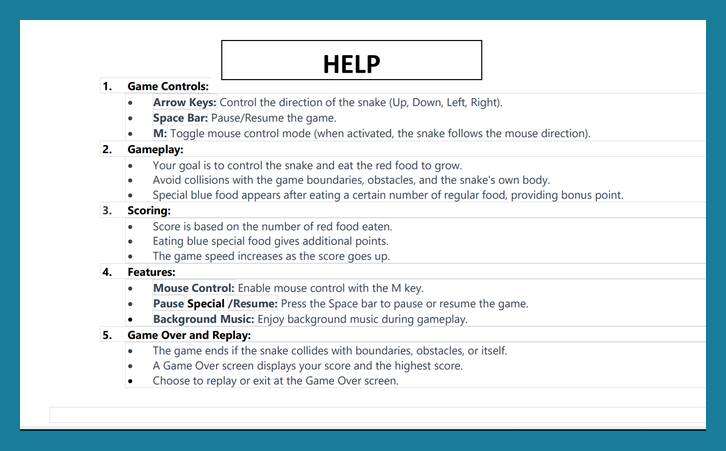 HELP
1. Game Controls:
• Arrow Keys: Control the direction of the snake (Up, Down, Left, Right).
• Space Bar: Pause/Resume the game.
• M: Toggle mouse control mode (when activated, the snake follows the mouse direction).
2. Gameplay:
• Your goal is to control the snake and eat the red food to grow.
• Avoid collisions with the game boundaries, obstacles, and the snake's own body.
• Special blue food appears after eating a certain number of regular food, providing bonus point.
3. Scoring:
• Score is based on the number of red food eaten.
• Eating blue special food gives additional points.
• The game speed increases as the score goes up.
4. Features:
• Mouse Control: Enable mouse control with the M key.
• Pause Special /Resume: Press the Space bar to pause or resume the game.
• Background Music: Enjoy background music during gameplay.
5. Game Over and Replay:
• The game ends if the snake collides with boundaries, obstacles, or itself.
• A Game Over screen displays your score and the highest score.
• Choose to replay or exit at the Game Over screen.